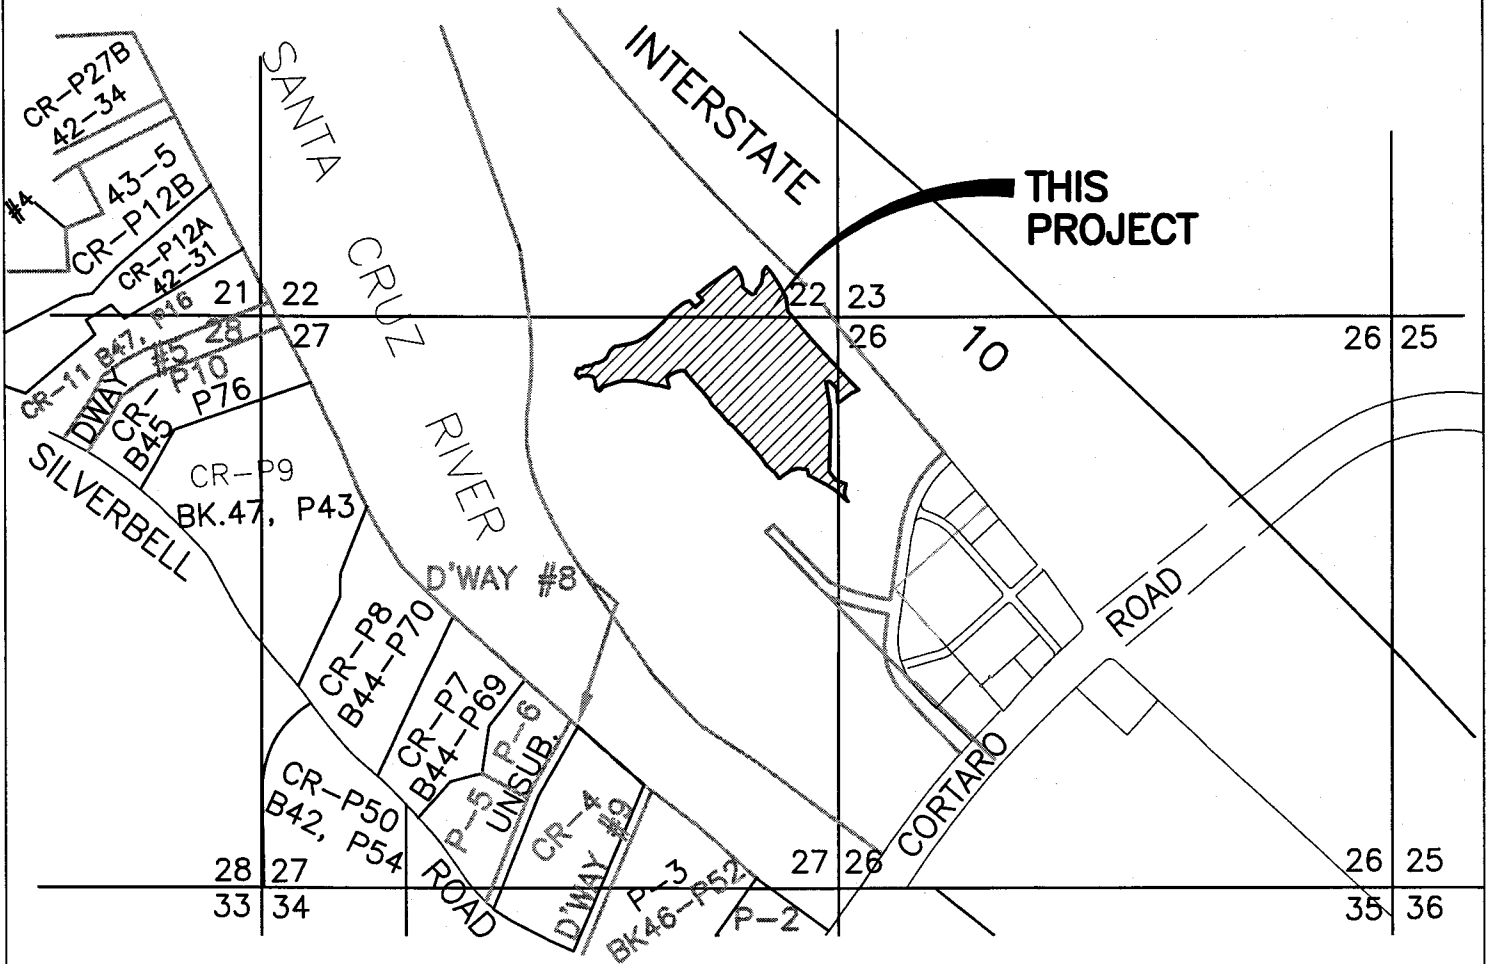 CR-P27B
42-34
43-5
CR-P12B
#4
CR-P12A
42-31
CR-11 B47, P16
DWAY #5
CR-P10
B45
P76
SILVERBELL
CR-P9
BK.47, P43
SANTA
CRUZ
RIVER
INTERSTATE
10
THIS
PROJECT
21 22
28 27
22 23
26
26 25
D'WAY #8
CR-P8
B44-P70
CR-P7
B44-P69
P-6
P-5
UNSUB.
CR-P50
B42, P54
ROAD
CR-4
D'WAY #9
P-3
BK46-P52
P-2
CORTARO
ROAD
28 27
33 34
27 26
26 25
35 36